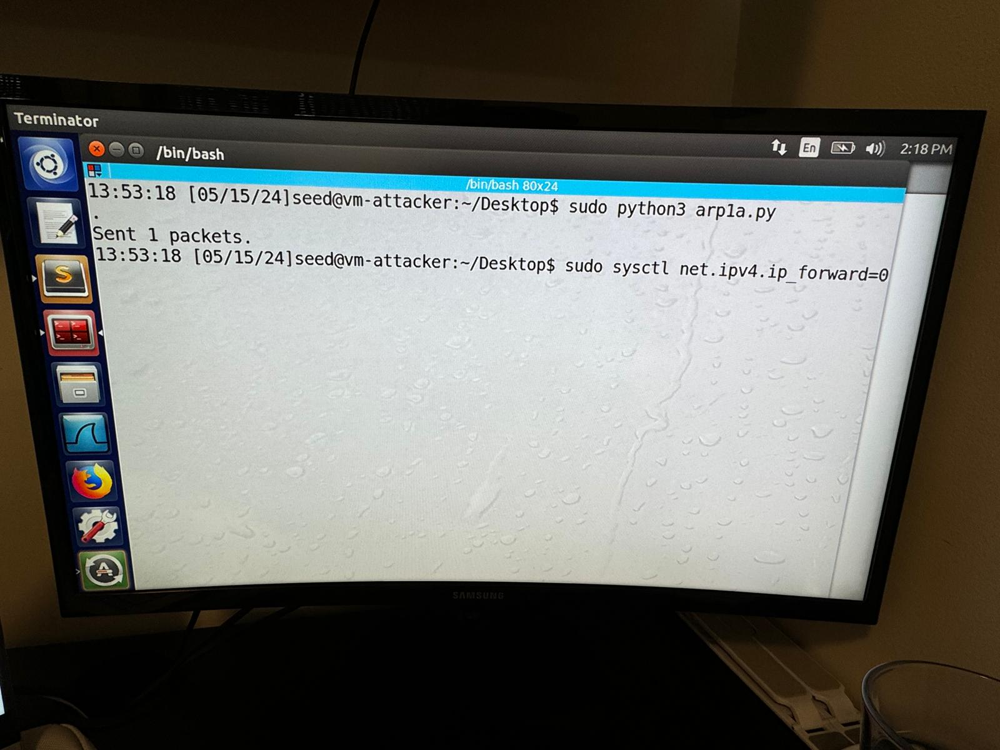 Terminator
En
2:18 PM
/bin/bash
/bin/bash 80x24
13:53:18 [05/15/24]seed@vm-attacker:~/Desktop$ sudo python3 arp1a.py
.
Sent 1 packets.
13:53:18 [05/15/24]seed@vm-attacker:~/Desktop$ sudo sysctl net.ipv4.ip_forward=0
S
A
SAMSUNG